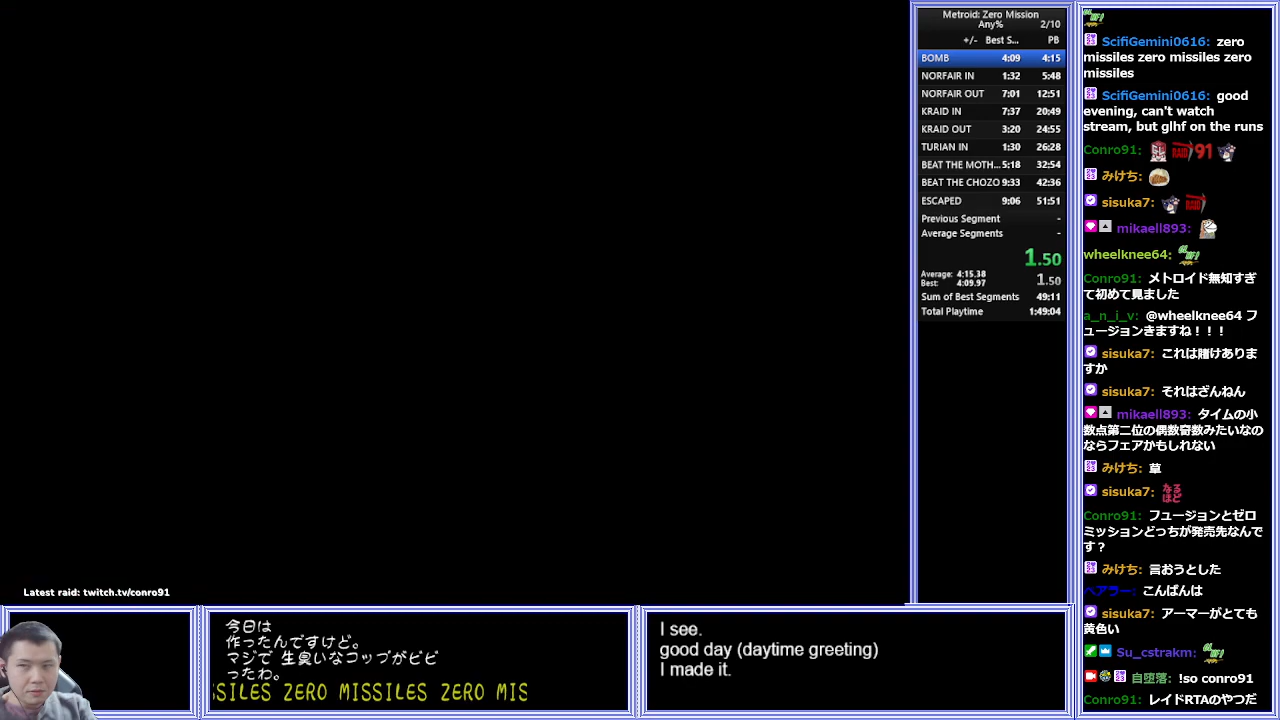 Metroid: Zero Mission
Any% 2/10
+/- Best S... PB
BOMB 4:09 4:15
NORFAIR IN 1:32 5:48
NORFAIR OUT 7:01 12:51
KRAID IN 7:37 20:49
KRAID OUT 3:20 24:55
TURIAN IN 1:30 26:28
BEAT THE MOTH... 5:18 32:54
BEAT THE CHOZO 9:33 42:36
ESCAPED 9:06 51:51
Previous Segment -
Average Segments -
1.50
Average: 4:15.38
Best: 4:09.97 1.50
Sum of Best Segments 49:11
Total Playtime 1:49:04
ScifiGemini0616: zero
missiles zero missiles zero
missiles
ScifiGemini0616: good
evening, can't watch
stream, but glhf on the runs
Conro91: RAID 91
みけち:
sisuka7: RAID
mikaell893:
wheelknee64:
Conro91: メトロイド無知すぎ
て初めて見ました
a_n_i_v: @wheelknee64 フ
ュージョンきますね！！！
sisuka7: これは賭けありま
すか
sisuka7: それはざんねん
mikaell893: タイムの小
数点第二位の偶数奇数みたいなの
ならフェアかもしれない
みけち: 草
sisuka7: なる
ほど
Conro91: フュージョンとゼロ
ミッションどっちが発売先なんで
す？
みけち: 言おうとした
ヘアラー: こんばんは
sisuka7: アーマーがとても
黄色い
Su_cstrakm:
自堕落: !so conro91
Conro91: レイドRTAのやつだ
Latest raid: twitch.tv/conro91
今日は
作ったんですけど。
マジで 生臭いなコップがビビ
ったわ。
SSILES ZERO MISSILES ZERO MIS
I see.
good day (daytime greeting)
I made it.